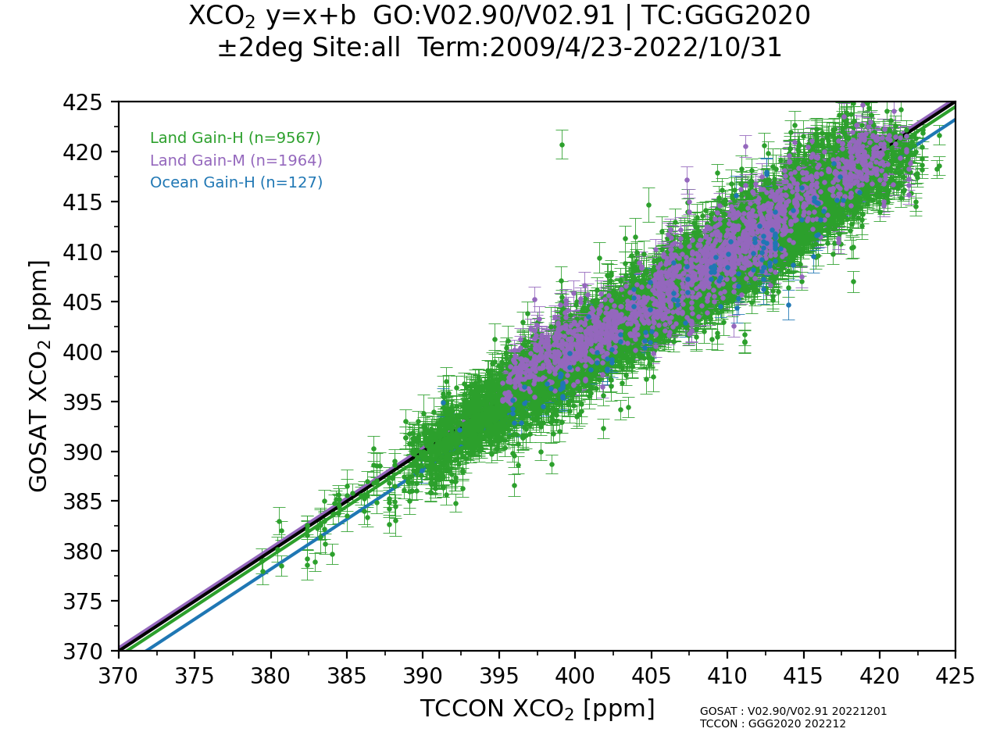 XCO₂ y=x+b GO:V02.90/V02.91 | TC:GGG2020
±2deg Site:all Term:2009/4/23-2022/10/31
Land Gain-H (n=9567)
Land Gain-M (n=1964)
Ocean Gain-H (n=127)
GOSAT XCO₂ [ppm]
425
420
415
410
405
400
395
390
385
380
375
370
370 375 380 385 390 395 400 405 410 415 420 425
TCCON XCO₂ [ppm]
GOSAT : V02.90/V02.91 20221201
TCCON : GGG2020 202212